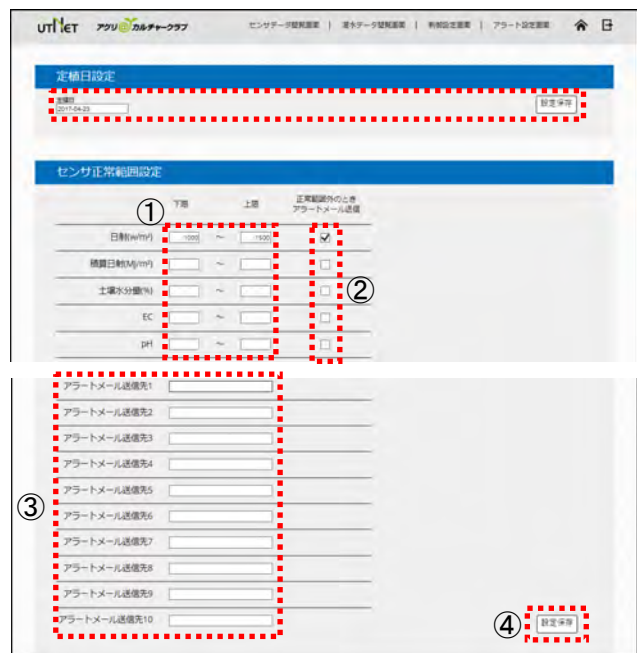 UTINET アグリカルチャークラブ-257 センサデータ閲覧画面 | 潅水データ閲覧画面 | 制御設定画面 | アラート設定画面
定植日設定
定植日
2017-04-23
設定保存
センサ正常範囲設定
① 下限 上限 正常範囲外のとき
アラートメール送信
日射(w/m²) -1000 ～ 1500
積算日射(Mj/m²) ～
土壌水分量(%) ～ ②
EC ～
pH ～
アラートメール送信先1
アラートメール送信先2
アラートメール送信先3
アラートメール送信先4
アラートメール送信先5
③ アラートメール送信先6
アラートメール送信先7
アラートメール送信先8
アラートメール送信先9
アラートメール送信先10 ④ 設定保存